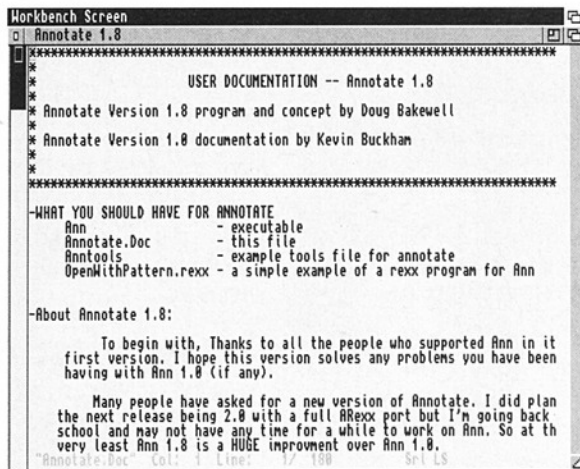 Workbench Screen
Annotate 1.8
************************************************************************
*
* USER DOCUMENTATION -- Annotate 1.8
*
* Annotate Version 1.8 program and concept by Doug Bakewell
*
* Annotate Version 1.0 documentation by Kevin Buckham
*
*
************************************************************************
-WHAT YOU SHOULD HAVE FOR ANNOTATE
Ann - executable
Annotate.Doc - this file
Anntools - example tools file for annotate
OpenWithPattern.rexx - a simple example of a rexx program for Ann
-About Annotate 1.8:
To begin with, Thanks to all the people who supported Ann in it
first version. I hope this version solves any problems you have been
having with Ann 1.0 (if any).
Many people have asked for a new version of Annotate. I did plan
the next release being 2.0 with a full ARexx port but I'm going back
school and may not have any time for a while to work on Ann. So at th
very least Ann 1.8 is a HUGE improvment over Ann 1.0.
"Annotate.Doc" Col: 1 Line: 1/ 188 Srl LS